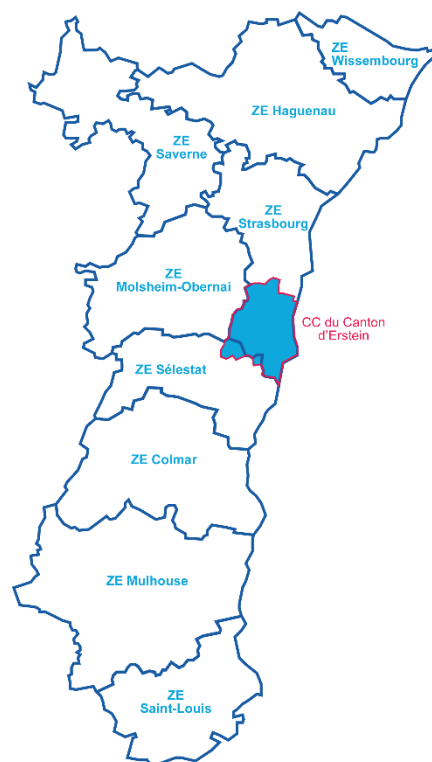 ZE
Wissembourg
ZE Haguenau
ZE
Saverne
ZE
Strasbourg
ZE
Molsheim-Obernai
CC du Canton
d'Erstein
ZE Sélestat
ZE Colmar
ZE Mulhouse
ZE
Saint-Louis